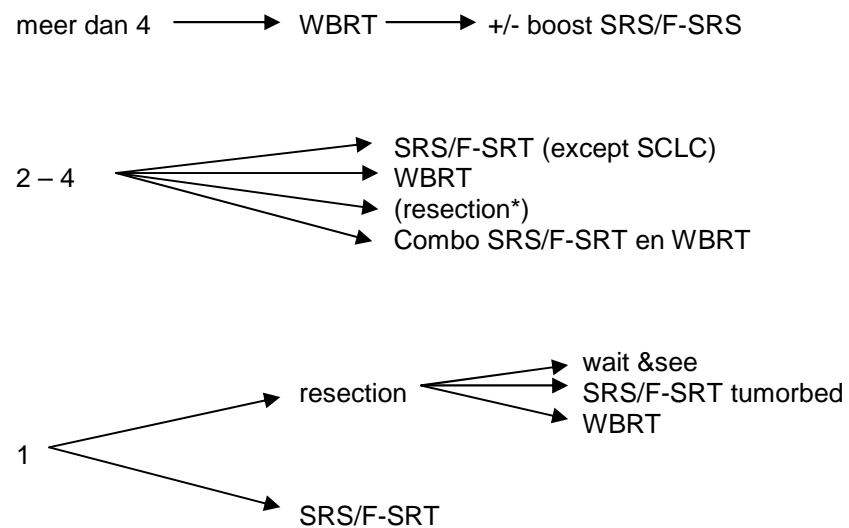 meer dan 4 WBRT +/- boost SRS/F-SRS
SRS/F-SRT (except SCLC)
2 – 4 WBRT
(resection*)
Combo SRS/F-SRT en WBRT
wait &see
resection SRS/F-SRT tumorbed
WBRT
1
SRS/F-SRT